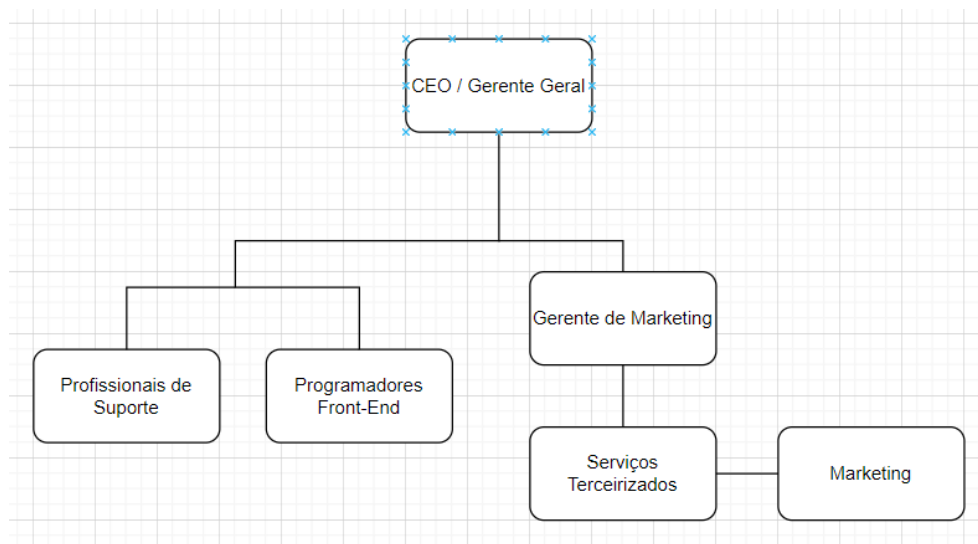 CEO / Gerente Geral
Gerente de Marketing
Profissionais de
Suporte
Programadores
Front-End
Serviços
Terceirizados
Marketing